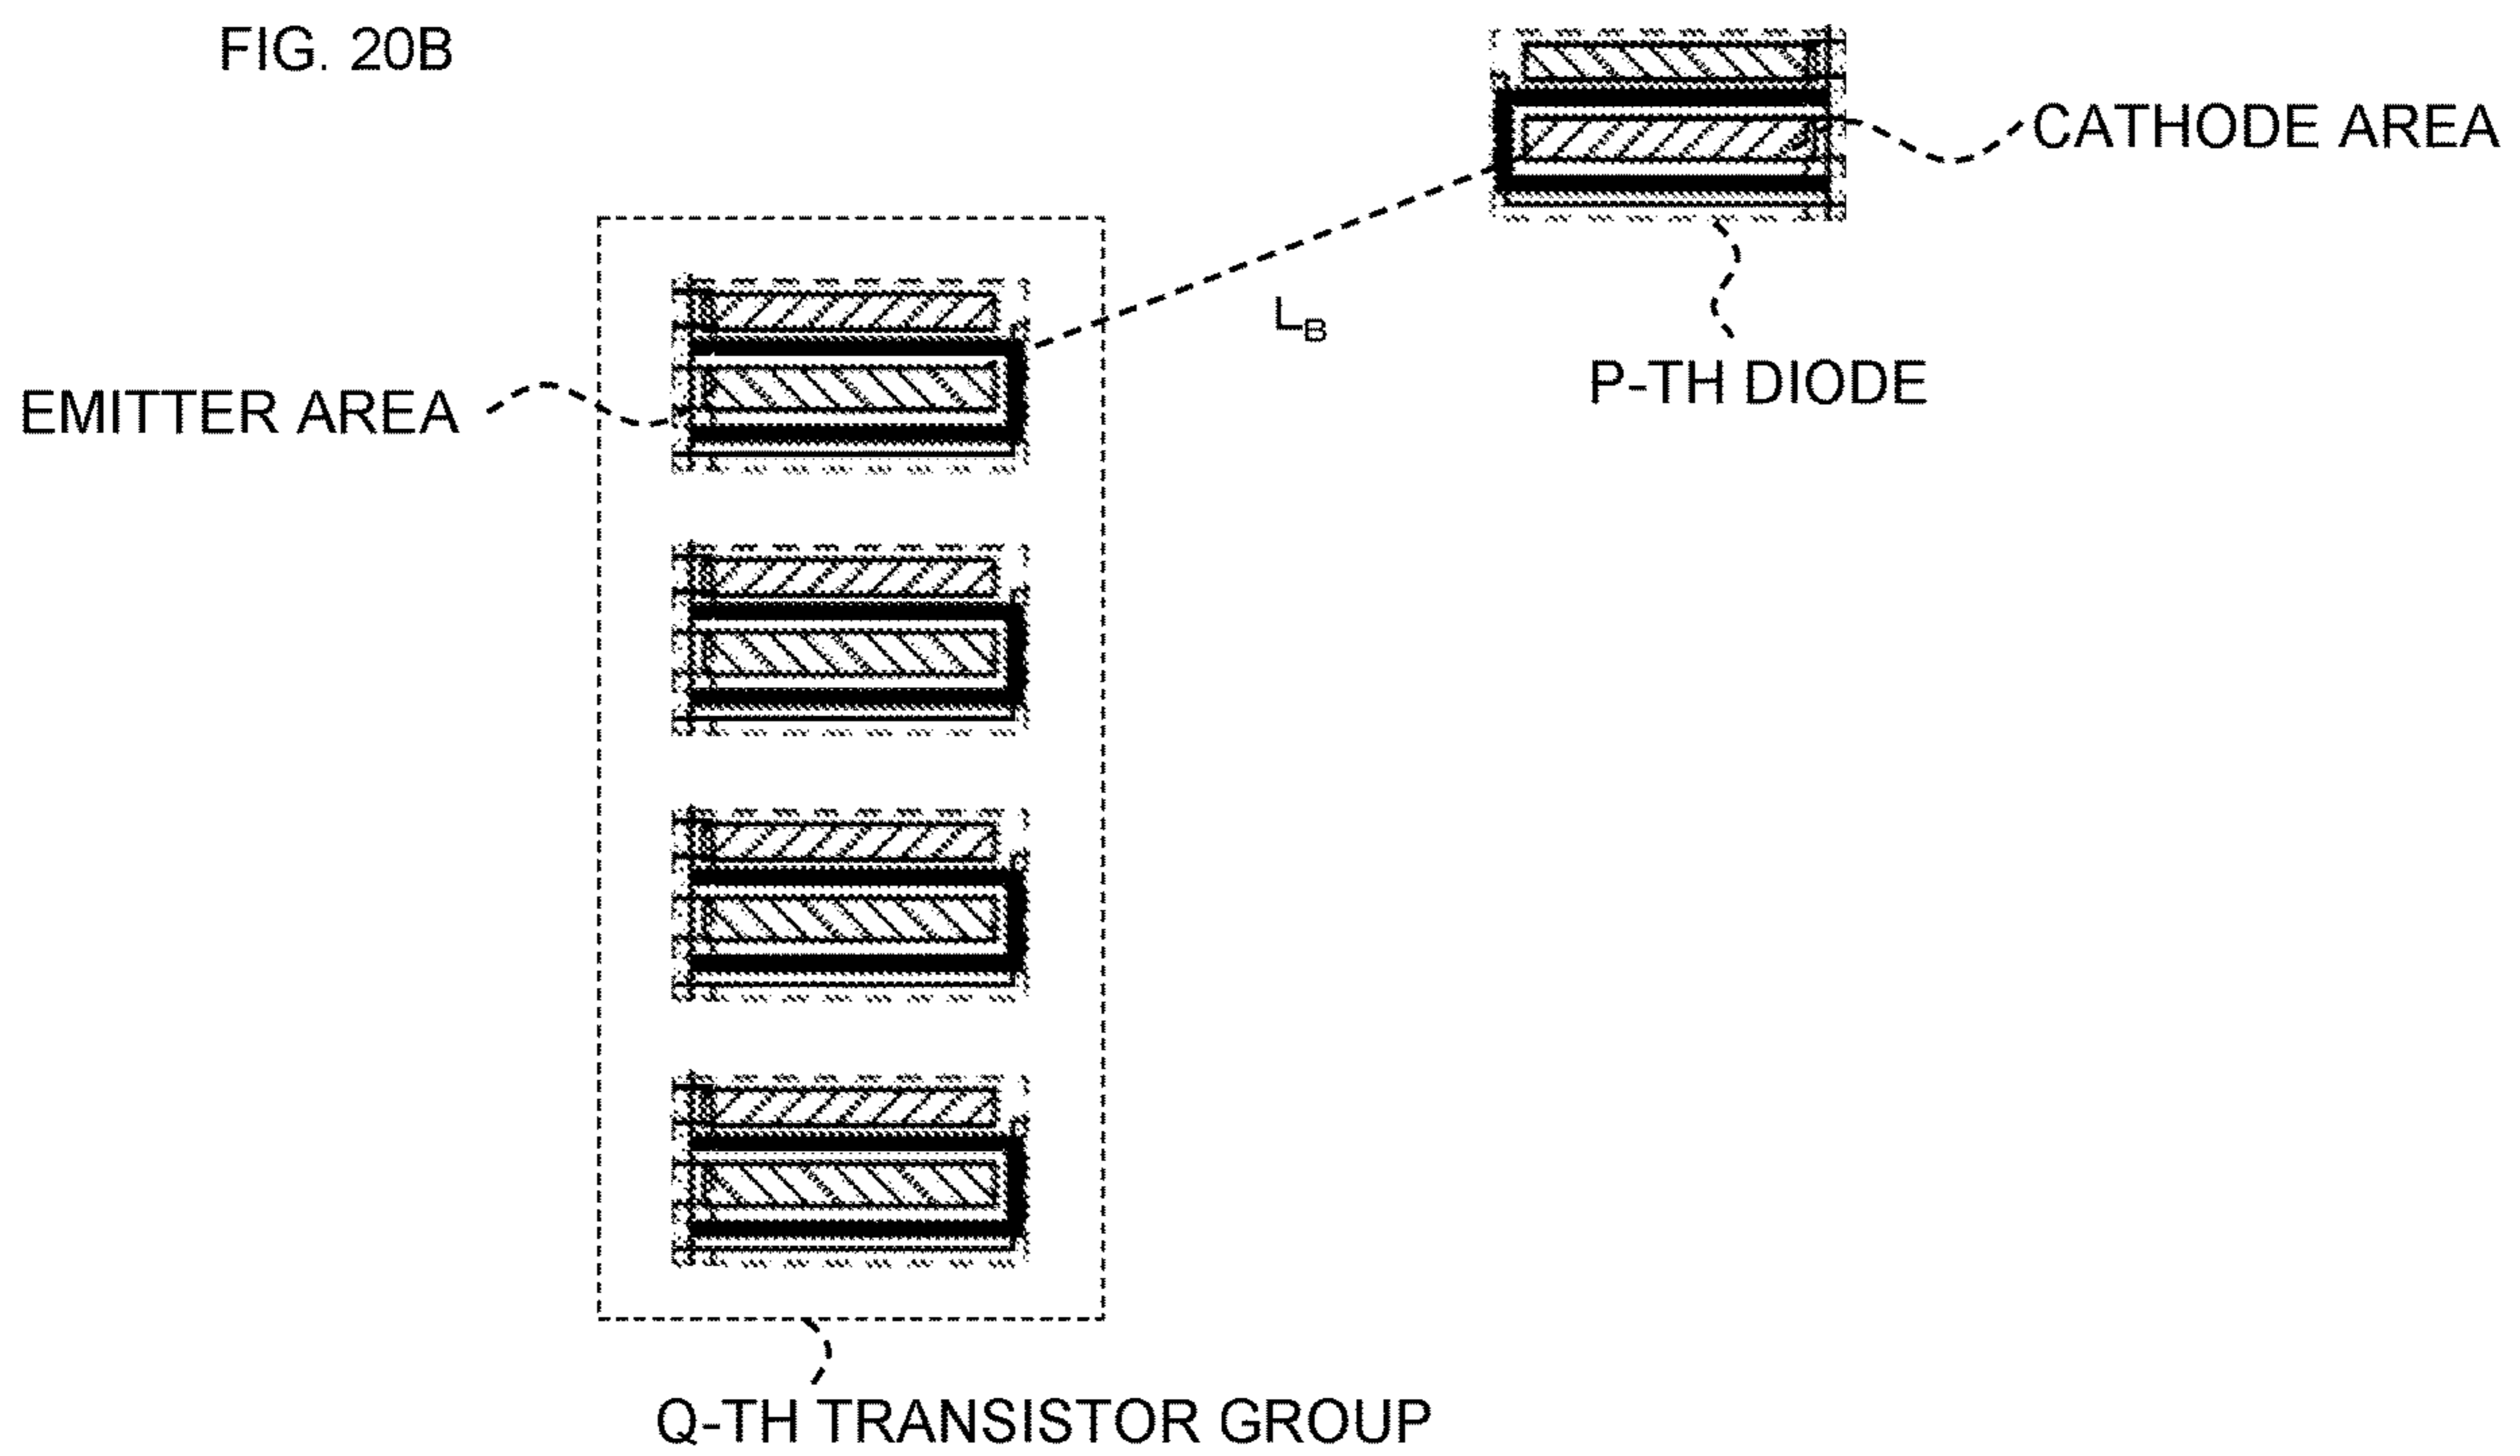 FIG. 20B
CATHODE AREA
L_B
P-TH DIODE
EMITTER AREA
Q-TH TRANSISTOR GROUP